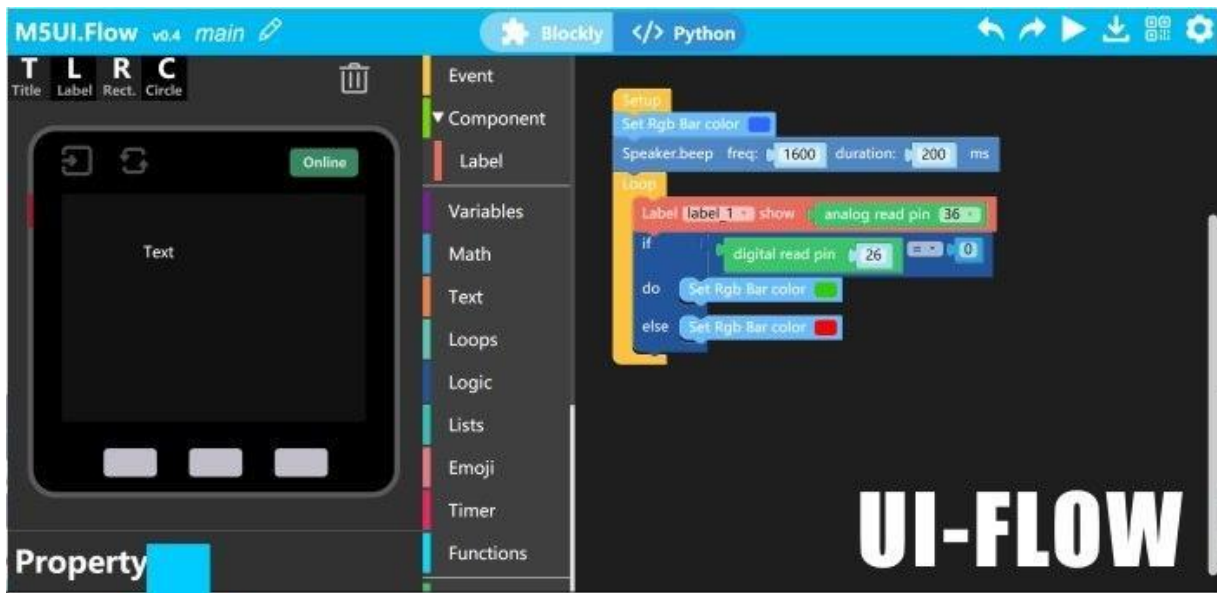 M5UI.Flow v0.4 main
Blockly </> Python
T L R C
Title Label Rect. Circle
Online
Text
Property
Event
Component
Label
Variables
Math
Text
Loops
Logic
Lists
Emoji
Timer
Functions
Setup
Set Rgb Bar color
Speaker.beep freq: 1600 duration: 200 ms
Loop
Label label_1 show analog read pin 36
if digital read pin 26 = 0
do Set Rgb Bar color
else Set Rgb Bar color
UI-FLOW